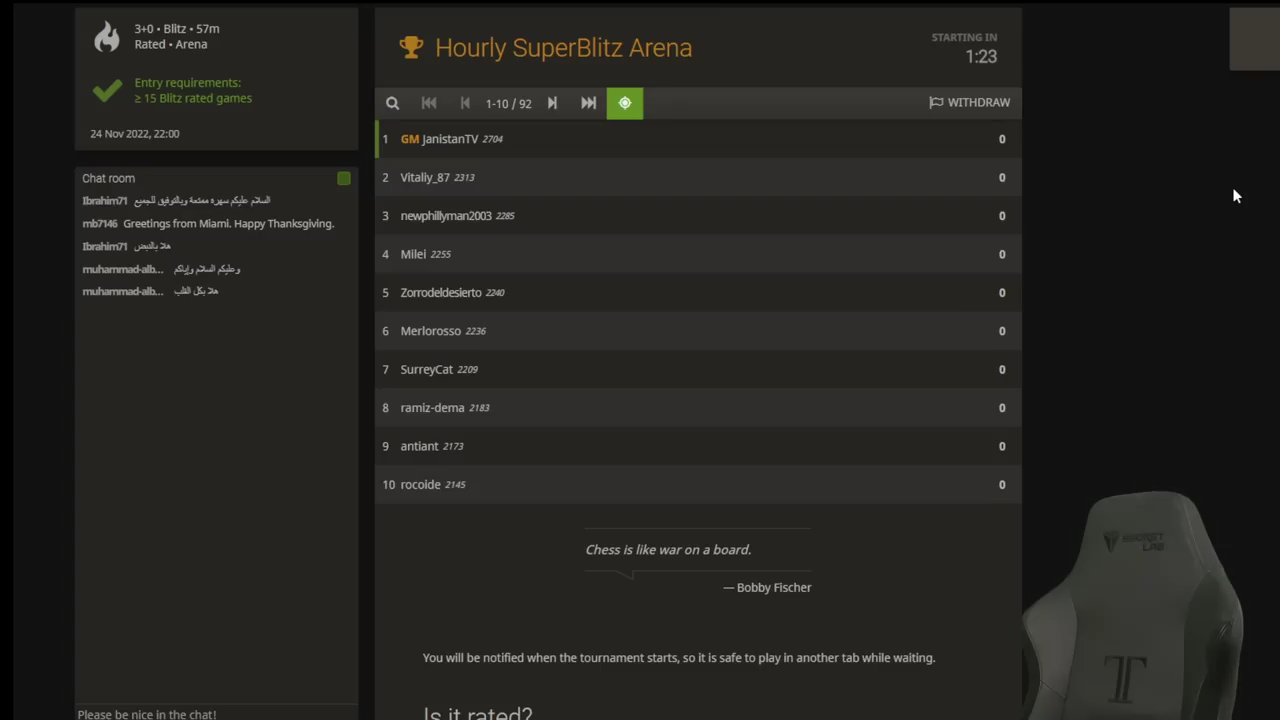 3+0 • Blitz • 57m
Rated • Arena
Entry requirements:
≥ 15 Blitz rated games
24 Nov 2022, 22:00
Chat room
Ibrahim71 السلام عليكم سهره ممتعة وبالتوفيق للجميع
mb7146 Greetings from Miami. Happy Thanksgiving.
Ibrahim71 هلا بالنبض
muhammad-alb... وعليكم السلام وإياكم
muhammad-alb... هلا بكل القلب
Please be nice in the chat!
Hourly SuperBlitz Arena
STARTING IN
1:23
1-10 / 92
WITHDRAW
1 GM JanistanTV 2704 0
2 Vitaliy_87 2313 0
3 newphillyman2003 2285 0
4 Milei 2255 0
5 Zorrodeldesierto 2240 0
6 Merlorosso 2236 0
7 SurreyCat 2209 0
8 ramiz-dema 2183 0
9 antiant 2173 0
10 rocoide 2145 0
Chess is like war on a board.
— Bobby Fischer
You will be notified when the tournament starts, so it is safe to play in another tab while waiting.
Is it rated?
SECRET
LAB